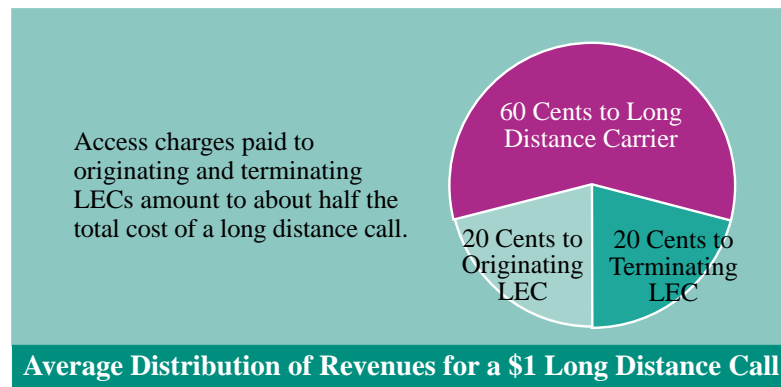 Access charges paid to
originating and terminating
LECs amount to about half the
total cost of a long distance call.
60 Cents to Long
Distance Carrier
20 Cents to
Originating
LEC
20 Cents to
Terminating
LEC
Average Distribution of Revenues for a $1 Long Distance Call